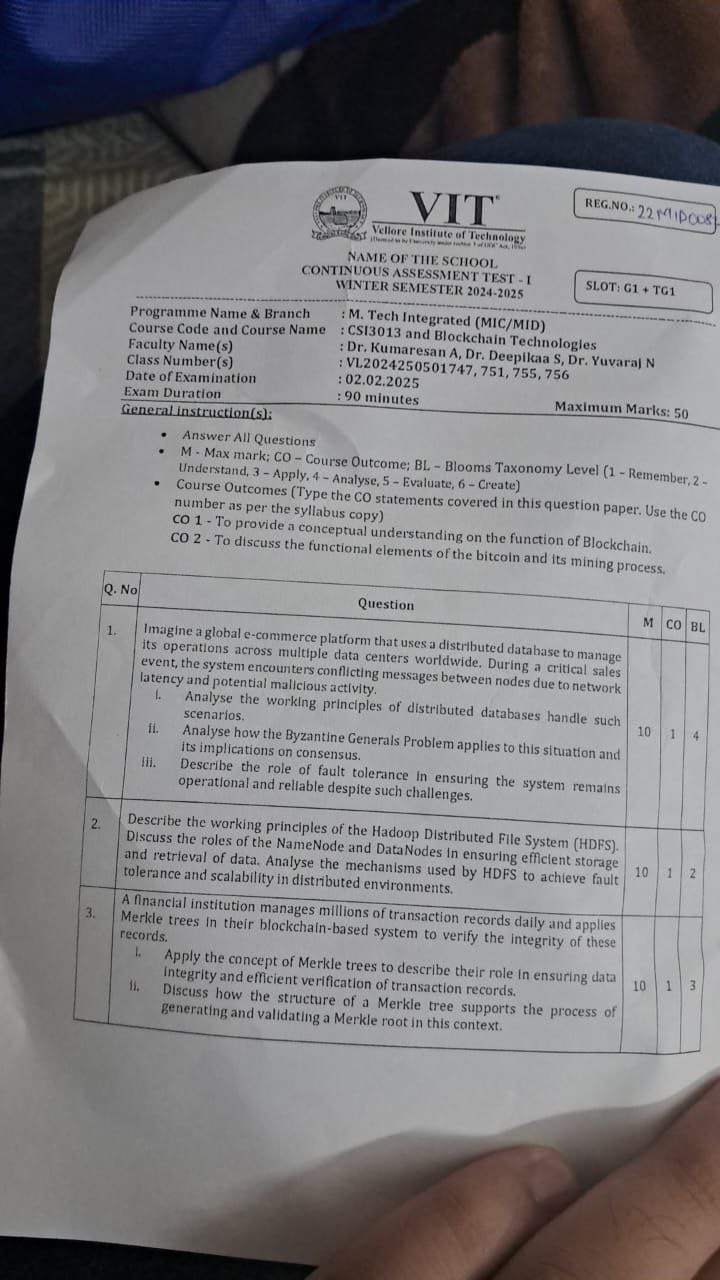 VIT
VIT
Vellore Institute of Technology
(Deemed to be University under section 3 of UGC Act, 1956)
REG.NO.: 22MID008
NAME OF THE SCHOOL
CONTINUOUS ASSESSMENT TEST - I
WINTER SEMESTER 2024-2025
SLOT: G1 + TG1
Programme Name & Branch : M. Tech Integrated (MIC/MID)
Course Code and Course Name : CSI3013 and Blockchain Technologies
Faculty Name(s) : Dr. Kumaresan A, Dr. Deepikaa S, Dr. Yuvaraj N
Class Number(s) : VL2024250501747, 751, 755, 756
Date of Examination : 02.02.2025
Exam Duration : 90 minutes Maximum Marks: 50
General instruction(s):
• Answer All Questions
• M - Max mark; CO – Course Outcome; BL – Blooms Taxonomy Level (1 – Remember, 2 –
Understand, 3 – Apply, 4 – Analyse, 5 – Evaluate, 6 – Create)
• Course Outcomes (Type the CO statements covered in this question paper. Use the CO
number as per the syllabus copy)
CO 1 - To provide a conceptual understanding on the function of Blockchain.
CO 2 - To discuss the functional elements of the bitcoin and its mining process.
Q. No Question M CO BL
1. Imagine a global e-commerce platform that uses a distributed database to manage
its operations across multiple data centers worldwide. During a critical sales
event, the system encounters conflicting messages between nodes due to network
latency and potential malicious activity.
i. Analyse the working principles of distributed databases handle such
scenarios.
ii. Analyse how the Byzantine Generals Problem applies to this situation and
its implications on consensus.
iii. Describe the role of fault tolerance in ensuring the system remains
operational and reliable despite such challenges.
10 1 4
2. Describe the working principles of the Hadoop Distributed File System (HDFS).
Discuss the roles of the NameNode and DataNodes in ensuring efficient storage
and retrieval of data. Analyse the mechanisms used by HDFS to achieve fault
tolerance and scalability in distributed environments.
10 1 2
3. A financial institution manages millions of transaction records daily and applies
Merkle trees in their blockchain-based system to verify the integrity of these
records.
i. Apply the concept of Merkle trees to describe their role in ensuring data
integrity and efficient verification of transaction records.
ii. Discuss how the structure of a Merkle tree supports the process of
generating and validating a Merkle root in this context.
10 1 3